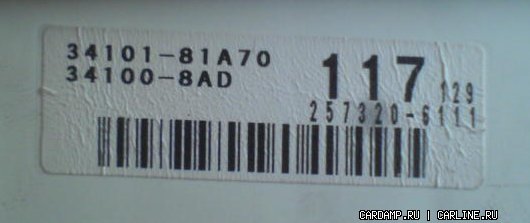 34101-81A70
34100-8AD
117 129
257320-6111
CARDAMP.RU | CARLINE.RU